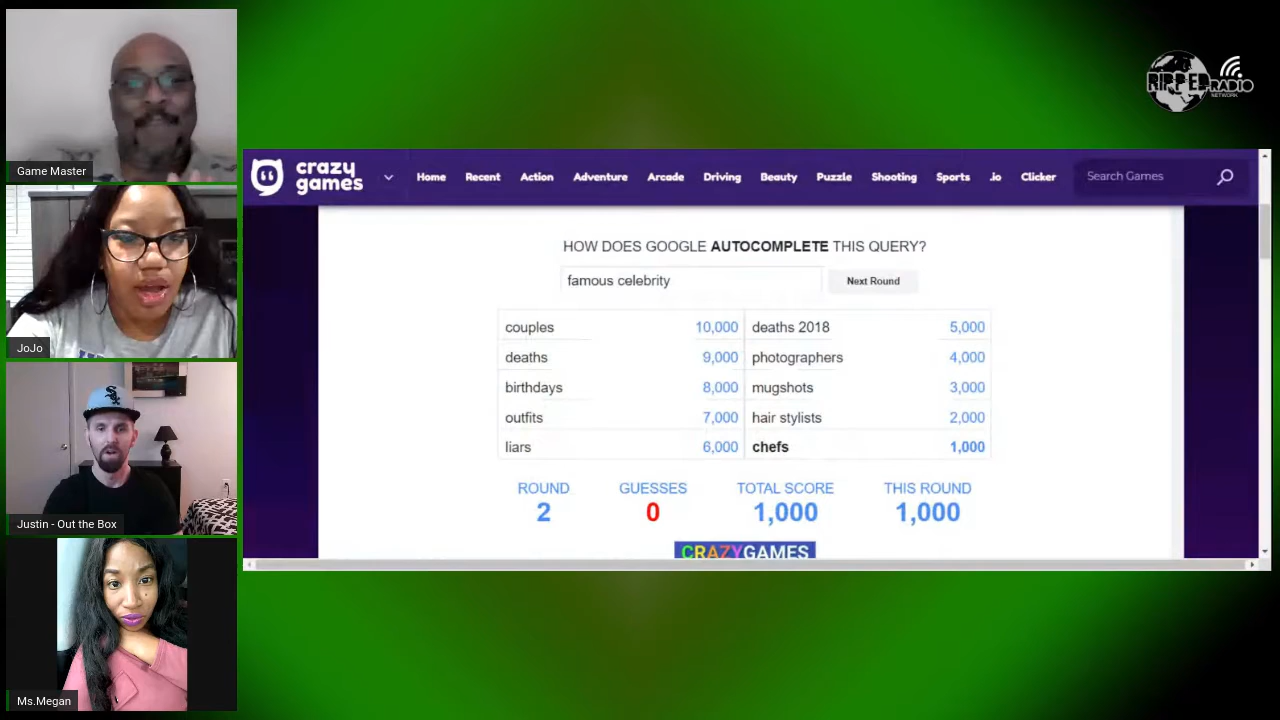 Game Master
JoJo
Justin - Out the Box
Ms.Megan
RIPPED RADIO
NETWORK
crazy
games
Home Recent Action Adventure Arcade Driving Beauty Puzzle Shooting Sports .io Clicker Search Games
HOW DOES GOOGLE AUTOCOMPLETE THIS QUERY?
famous celebrity Next Round
couples 10,000 deaths 2018 5,000
deaths 9,000 photographers 4,000
birthdays 8,000 mugshots 3,000
outfits 7,000 hair stylists 2,000
liars 6,000 chefs 1,000
ROUND GUESSES TOTAL SCORE THIS ROUND
2 0 1,000 1,000
CRAZYGAMES